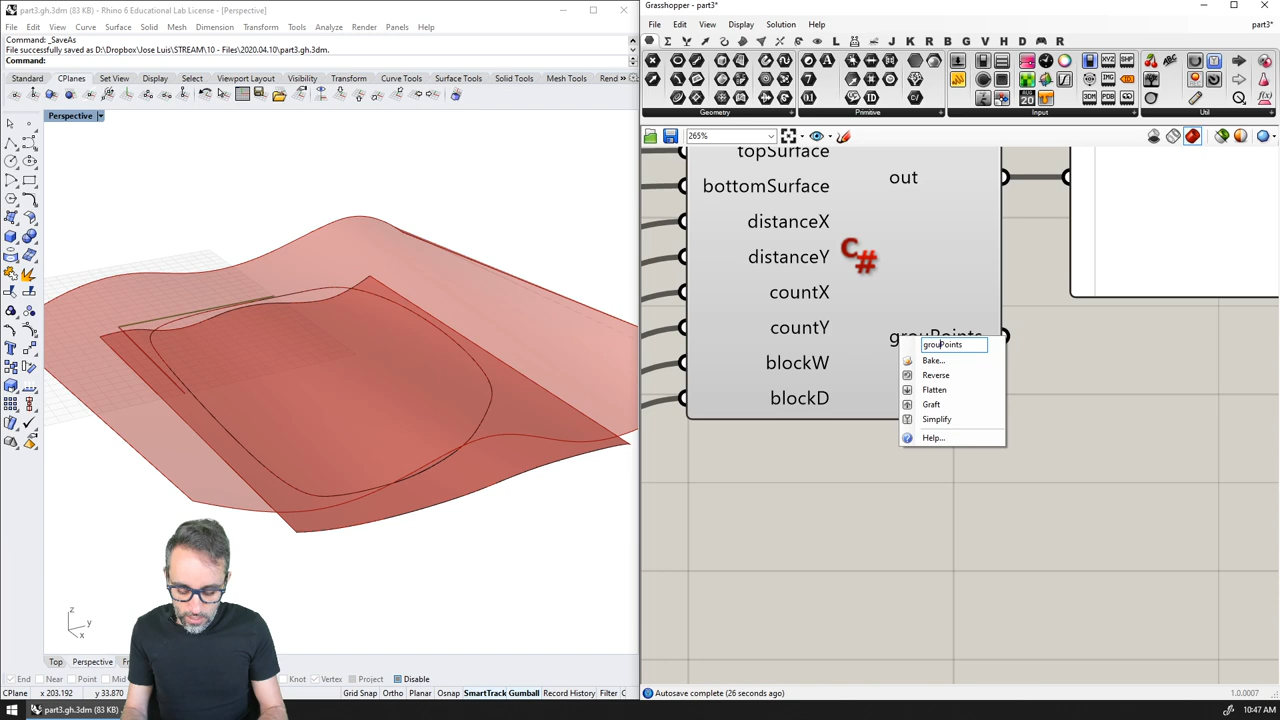 part3.gh.3dm (83 KB) - Rhino 6 Educational Lab License - [Perspective]
File Edit View Curve Surface Solid Mesh Dimension Transform Tools Analyze Render Panels Help
Command: _SaveAs
File successfully saved as D:\Dropbox\Jose Luis\STREAM\10 - Files\2020.04.10\part3.gh.3dm.
Command:
Standard CPlanes Set View Display Select Viewport Layout Visibility Transform Curve Tools Surface Tools Solid Tools Mesh Tools Rend »
Perspective
z
y
x
Top Perspective
End Near Point Mid Knot Vertex Project Disable
CPlane x 203.192 y 33.870 Grid Snap Ortho Planar Osnap SmartTrack Gumball Record History Filter C
part3.gh.3dm (83 KB)...
Grasshopper - part3*
File Edit View Display Solution Help
part3*
L J K R B G V H D R
Geometry Primitive Input Util
265%
topSurface
bottomSurface
distanceX
distanceY
countX
countY
blockW
blockD
out
C#
grouPoints
grouPoints
Bake...
Reverse
Flatten
Graft
Simplify
Help...
Autosave complete (26 seconds ago)
1.0.0007
10:47 AM